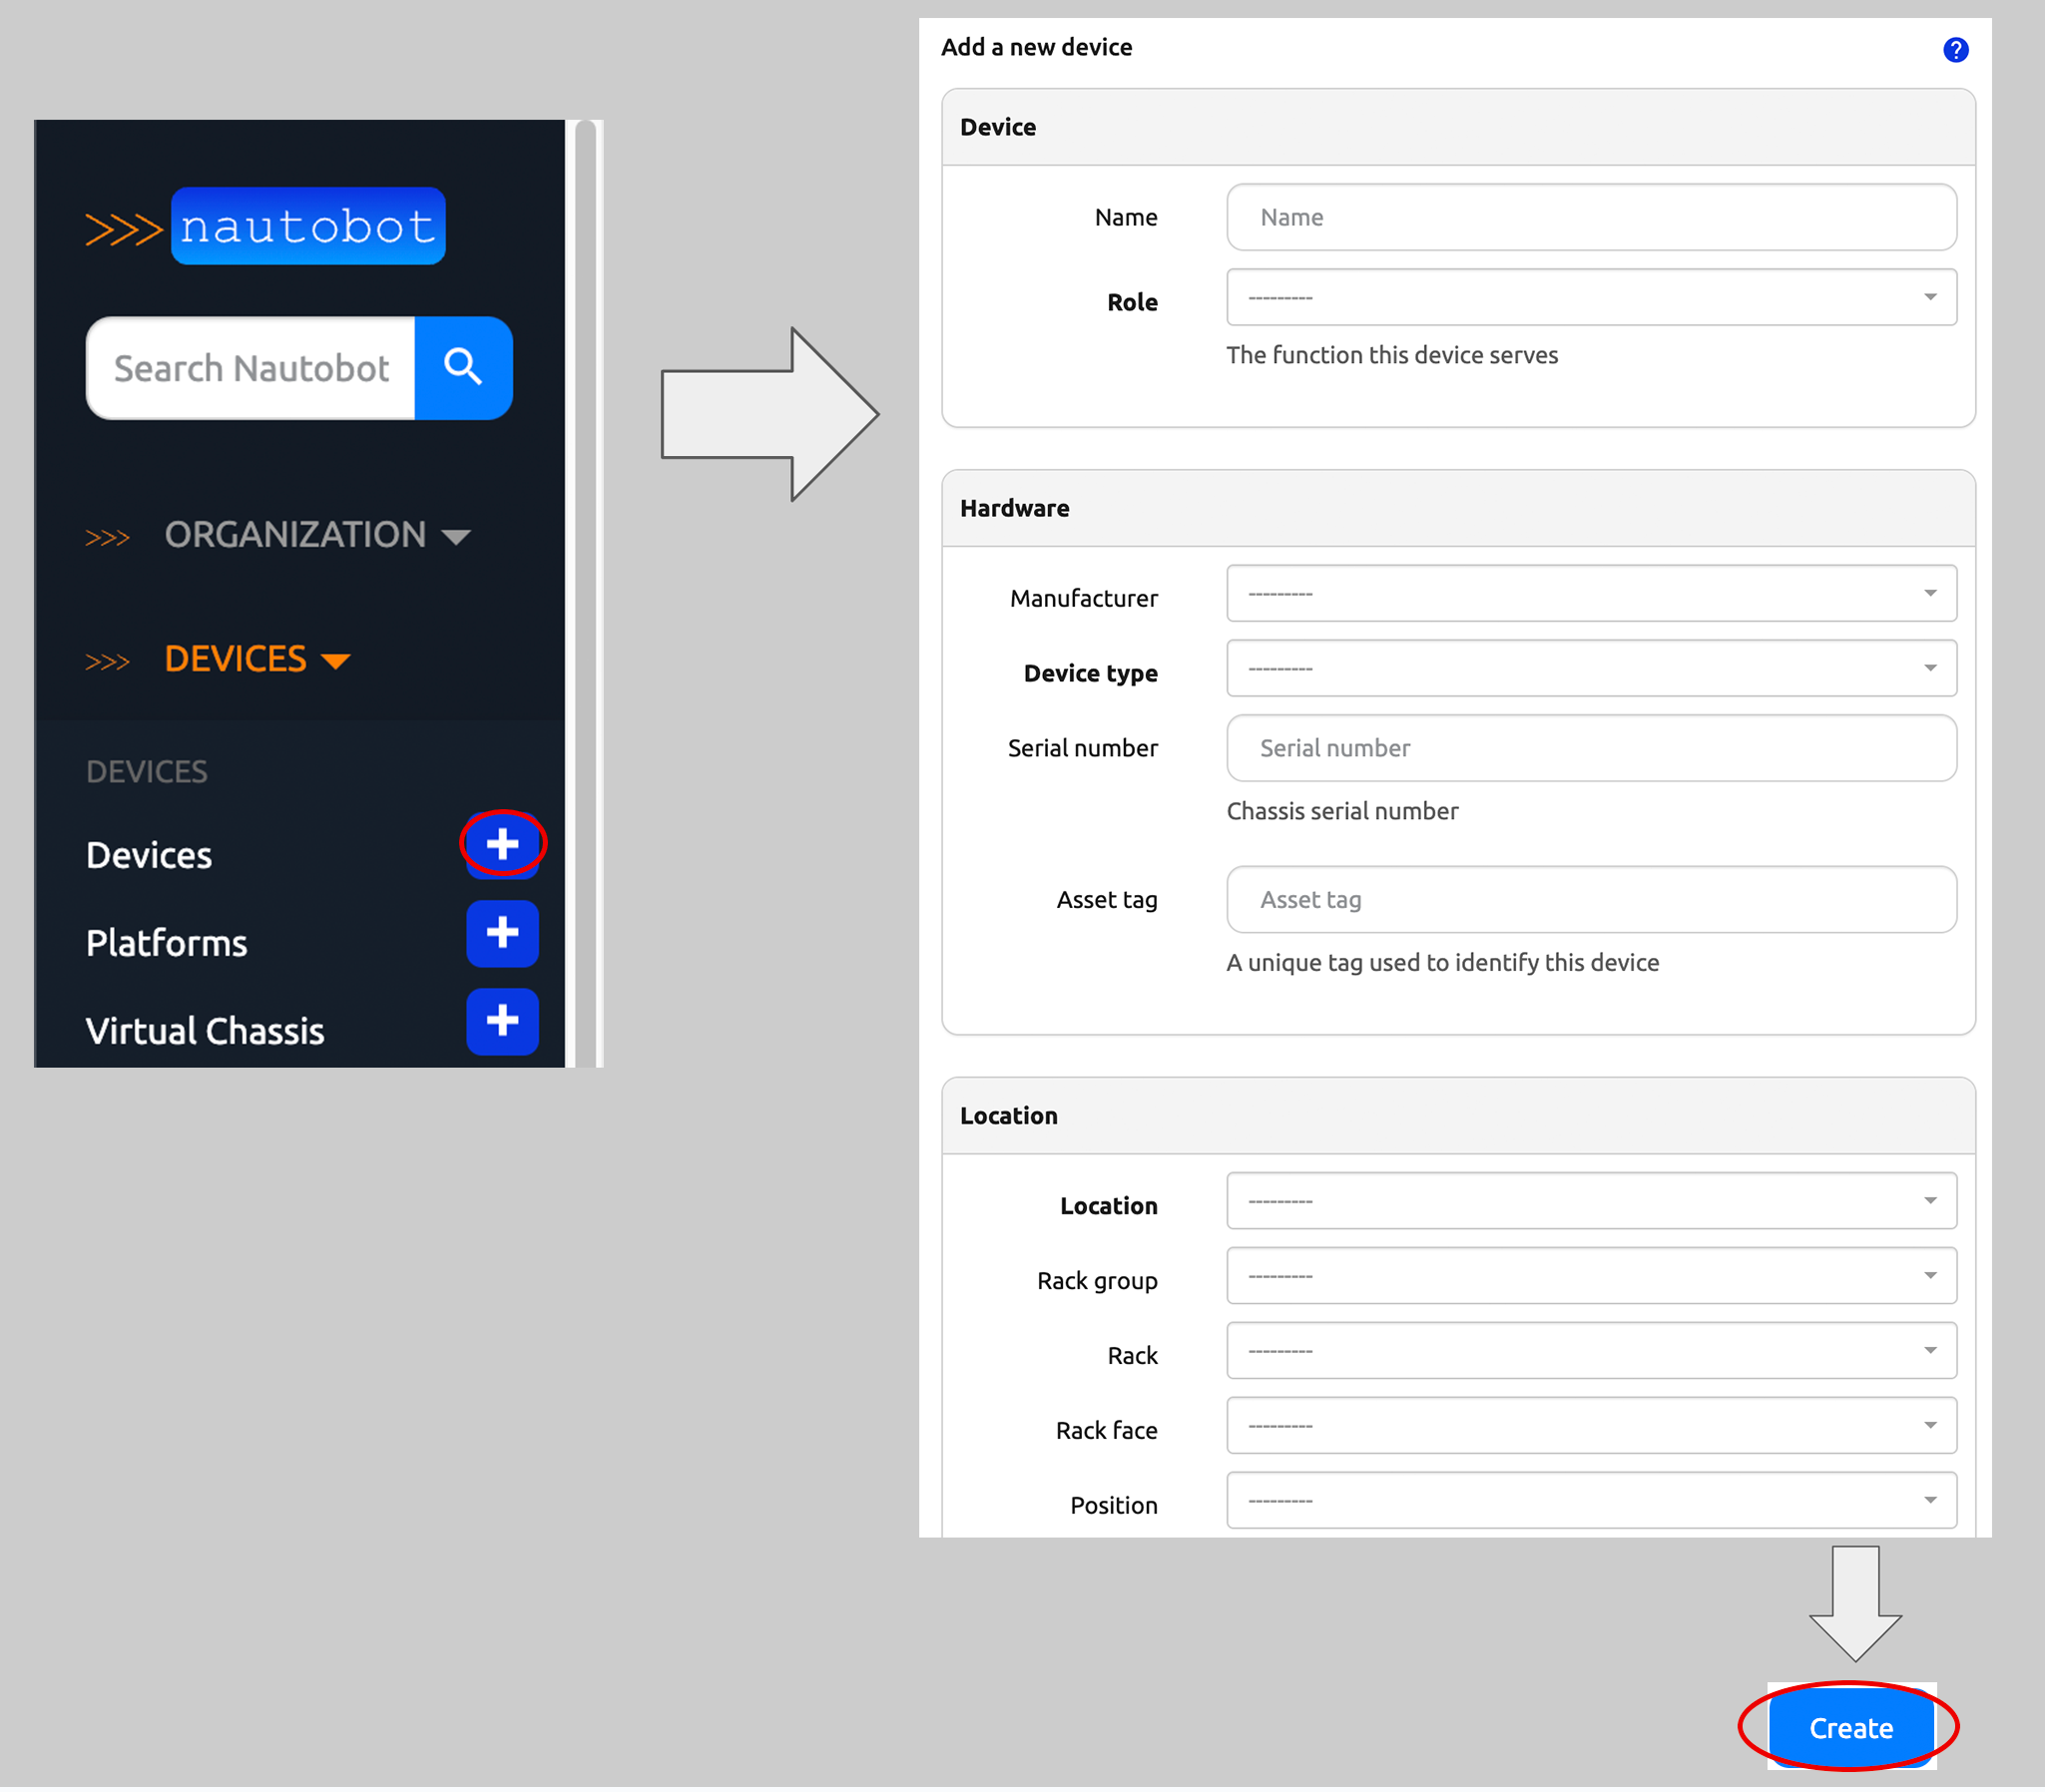 >>> nautobot
Search Nautobot
>>> ORGANIZATION
>>> DEVICES
DEVICES
Devices
Platforms
Virtual Chassis
Add a new device
?
Device
Name Name
Role ---------
The function this device serves
Hardware
Manufacturer ---------
Device type ---------
Serial number Serial number
Chassis serial number
Asset tag Asset tag
A unique tag used to identify this device
Location
Location ---------
Rack group ---------
Rack ---------
Rack face ---------
Position ---------
Create